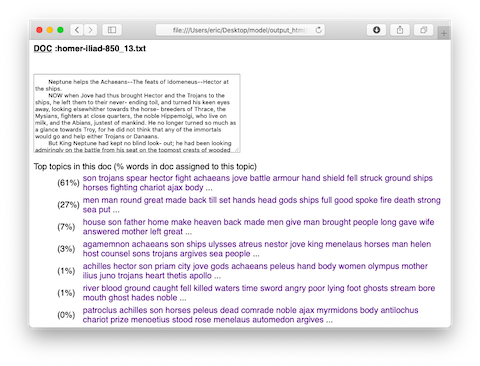 file:///Users/eric/Desktop/model/output_html
DOC :homer-iliad-850_13.txt
Neptune helps the Achaeans--The feats of Idomeneus--Hector at
the ships.
NOW when Jove had thus brought Hector and the Trojans to the
ships, he left them to their never- ending toil, and turned his keen eyes
away, looking elsewhither towards the horse- breeders of Thrace, the
Mysians, fighters at close quarters, the noble Hippemolgi, who live on
milk, and the Abians, justest of mankind. He no longer turned so much as
a glance towards Troy, for he did not think that any of the immortals
would go and help either Trojans or Danaans.
But King Neptune had kept no blind look- out; he had been looking
admiringly on the battle from his seat on the topmost crests of wooded
Top topics in this doc (% words in doc assigned to this topic)
(61%) son trojans spear hector fight achaeans jove battle armour hand shield fell struck ground ships
horses fighting chariot ajax body ...
(27%) men man round great made back till set hands head gods ships full good spoke fire death strong
sea put ...
(7%) house son father home make heaven back made men give man brought people long gave wife
answered mother left great ...
(3%) agamemnon achaeans son ships ulysses atreus nestor jove king menelaus horses man helen
host counsel sons trojans argives sea people ...
(1%) achilles hector son priam city jove gods achaeans peleus hand body women olympus mother
ilius juno trojans heart thetis apollo ...
(1%) river blood ground caught fell killed waters time sword angry poor lying foot ghosts stream bore
mouth ghost hades noble ...
(0%) patroclus achilles son horses peleus dead comrade noble ajax myrmidons body antilochus
chariot prize menoetius stood rose menelaus automedon argives ...